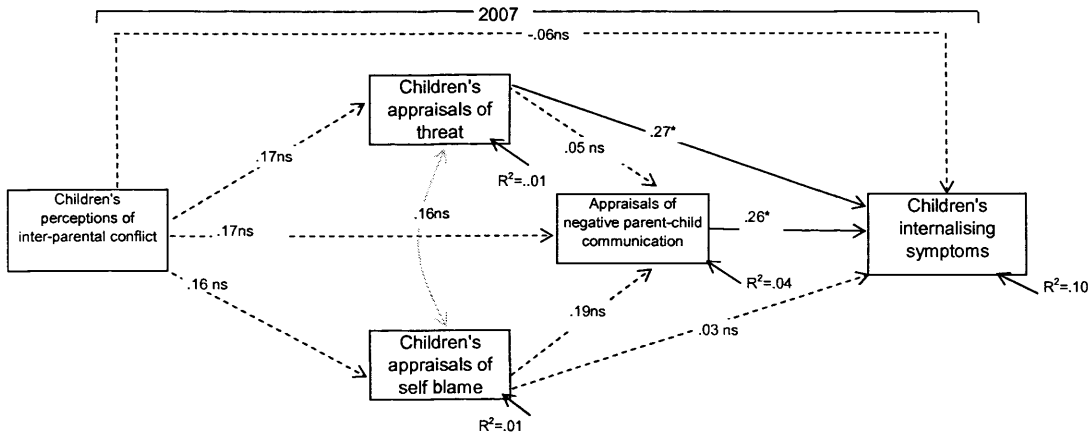 2007
-.06ns
Children's
appraisals of
threat
.27*
.05 ns
R²=..01
.17ns
Children's
perceptions of
inter-parental conflict
.17ns
.16ns
Appraisals of
negative parent-child
communication
.26*
Children's
internalising
symptoms
R²=.04
R²=.10
.16 ns
.19ns
.03 ns
Children's
appraisals of
self blame
R²=.01